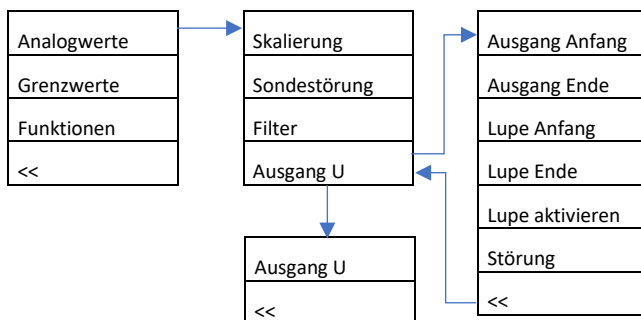 Analogwerte
Grenzwerte
Funktionen
<<
Skalierung
Sondestörung
Filter
Ausgang U
Ausgang U
<<
Ausgang Anfang
Ausgang Ende
Lupe Anfang
Lupe Ende
Lupe aktivieren
Störung
<<